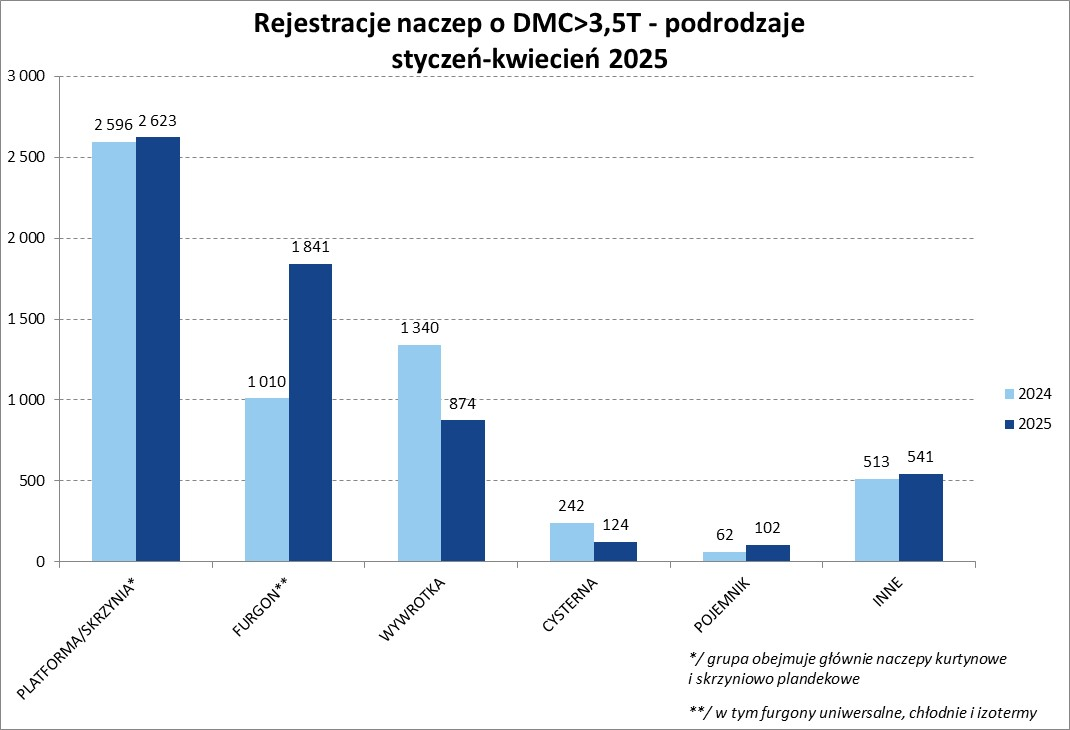 Rejestracje naczep o DMC>3,5T - podrodzaje
styczeń-kwiecień 2025
3 000
2 500
2 000
1 500
1 000
500
0
2 596
2 623
1 010
1 841
1 340
874
242
124
62
102
513
541
2024
2025
PLATFORMA/SKRZYNIA*
FURGON**
WYWROTKA
CYSTERNA
POJEMNIK
INNE
*/ grupa obejmuje głównie naczepy kurtynowe
i skrzyniowo plandekowe
**/ w tym furgony uniwersalne, chłodnie i izotermy